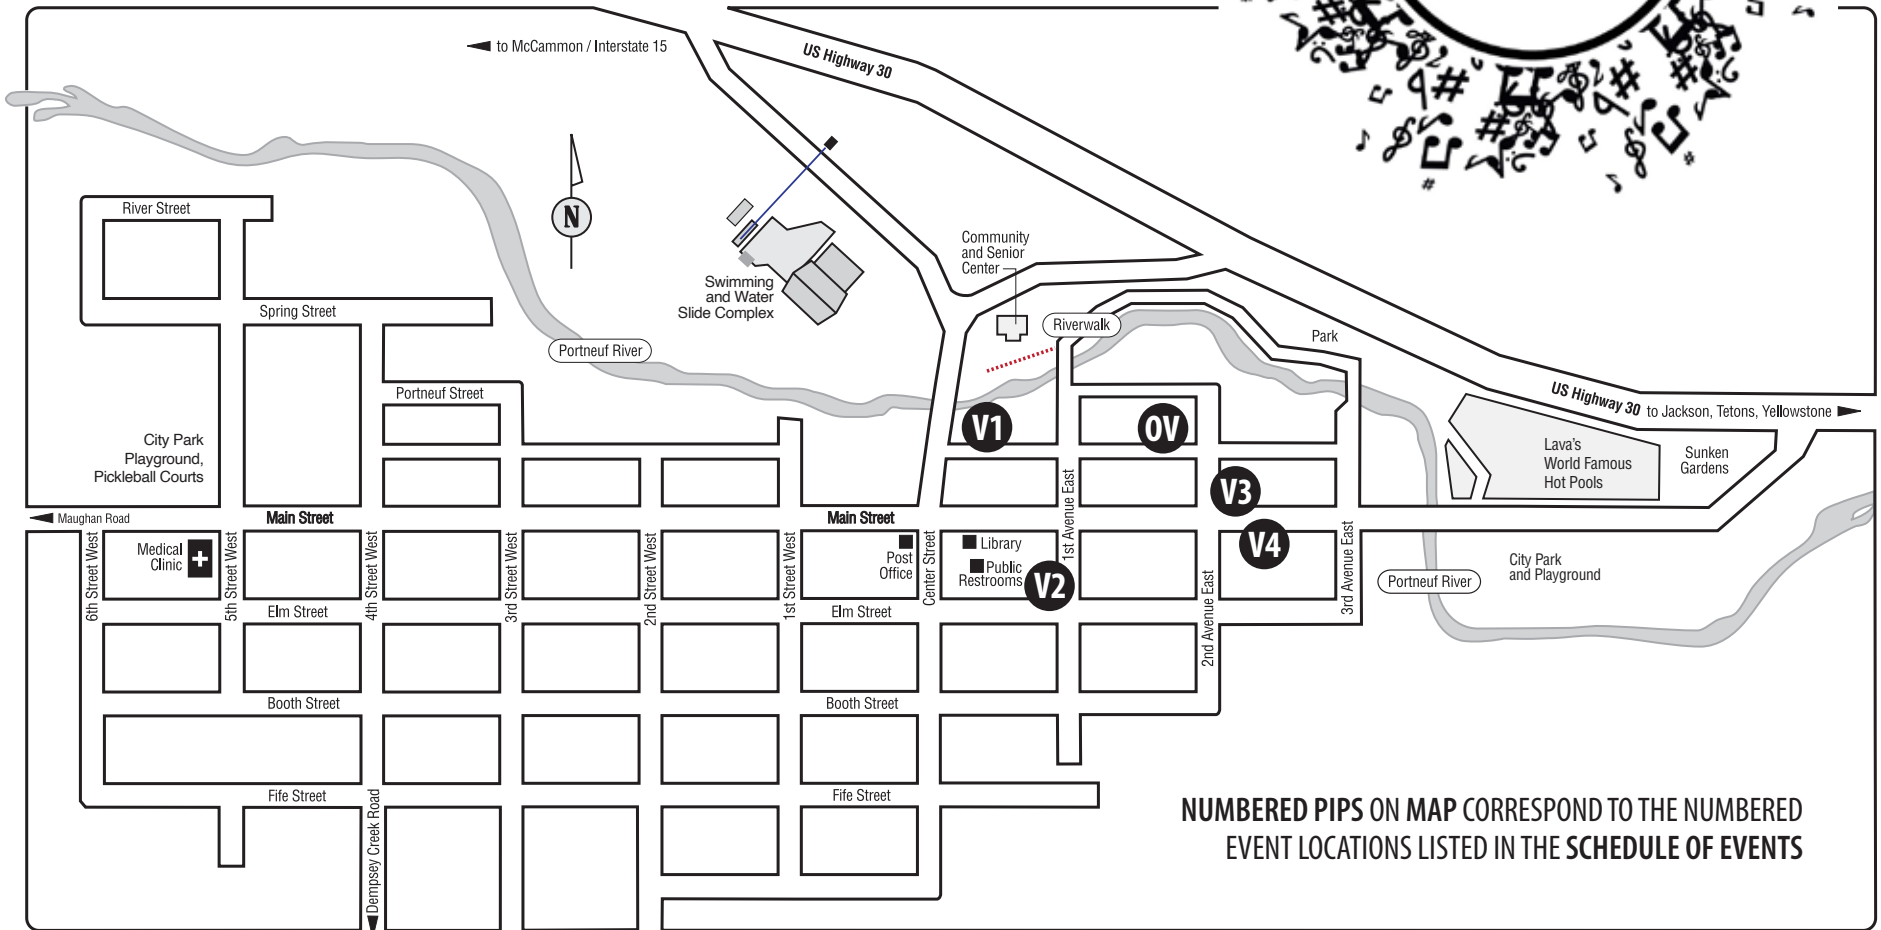 to McCammon / Interstate 15
US Highway 30
N
River Street
Community
and Senior
Center
Swimming
and Water
Slide Complex
Spring Street
Riverwalk
Park
Portneuf River
Portneuf Street
US Highway 30 to Jackson, Tetons, Yellowstone
V1
OV
City Park
Playground,
Pickleball Courts
Lava's
World Famous
Hot Pools
Sunken
Gardens
V3
Maughan Road
Main Street
Main Street
1st Avenue East
Medical
Clinic
Post
Office
Library
Public
Restrooms
V2
V4
6th Street West
5th Street West
4th Street West
3rd Street West
2nd Street West
1st Street West
Center Street
2nd Avenue East
3rd Avenue East
City Park
and Playground
Portneuf River
Elm Street
Elm Street
Booth Street
Booth Street
Fife Street
Fife Street
Dempsey Creek Road
NUMBERED PIPS ON MAP CORRESPOND TO THE NUMBERED
EVENT LOCATIONS LISTED IN THE SCHEDULE OF EVENTS